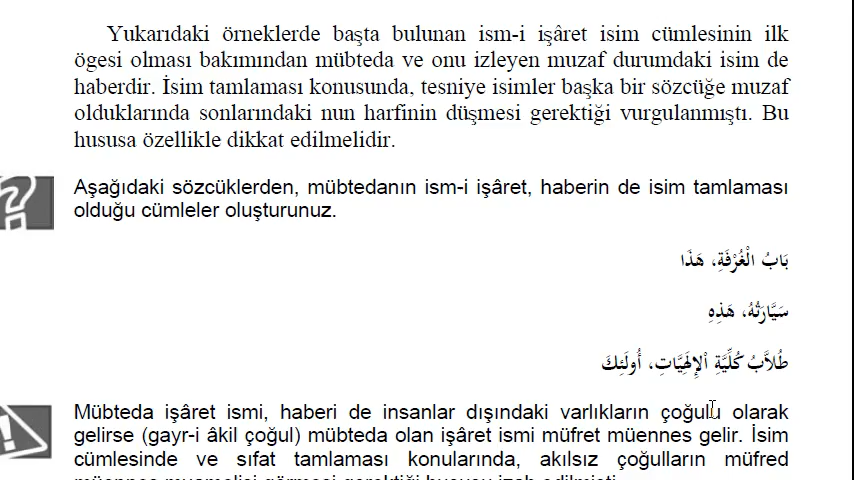 Yukarıdaki örneklerde başta bulunan ism-i işâret isim cümlesinin ilk
ögesi olması bakımından mübteda ve onu izleyen muzaf durumdaki isim de
haberdir. İsim tamlaması konusunda, tesniye isimler başka bir sözcüğe muzaf
olduklarında sonlarındaki nun harfinin düşmesi gerektiği vurgulanmıştı. Bu
hususa özellikle dikkat edilmelidir.
Aşağıdaki sözcüklerden, mübtedanın ism-i işâret, haberin de isim tamlaması
olduğu cümleler oluşturunuz.
بَابُ الْغُرْفَةِ، هَذَا
سَيَّارَتُهُ، هَذِهِ
طُلاَّبُ كُلِّيَّةِ اْلإِلَهِيَّاتِ، أُولَئِكَ
Mübteda işâret ismi, haberi de insanlar dışındaki varlıkların çoğulu olarak
gelirse (gayr-i âkil çoğul) mübteda olan işâret ismi müfret müennes gelir. İsim
cümlesinde ve sıfat tamlaması konularında, akılsız çoğulların müfred